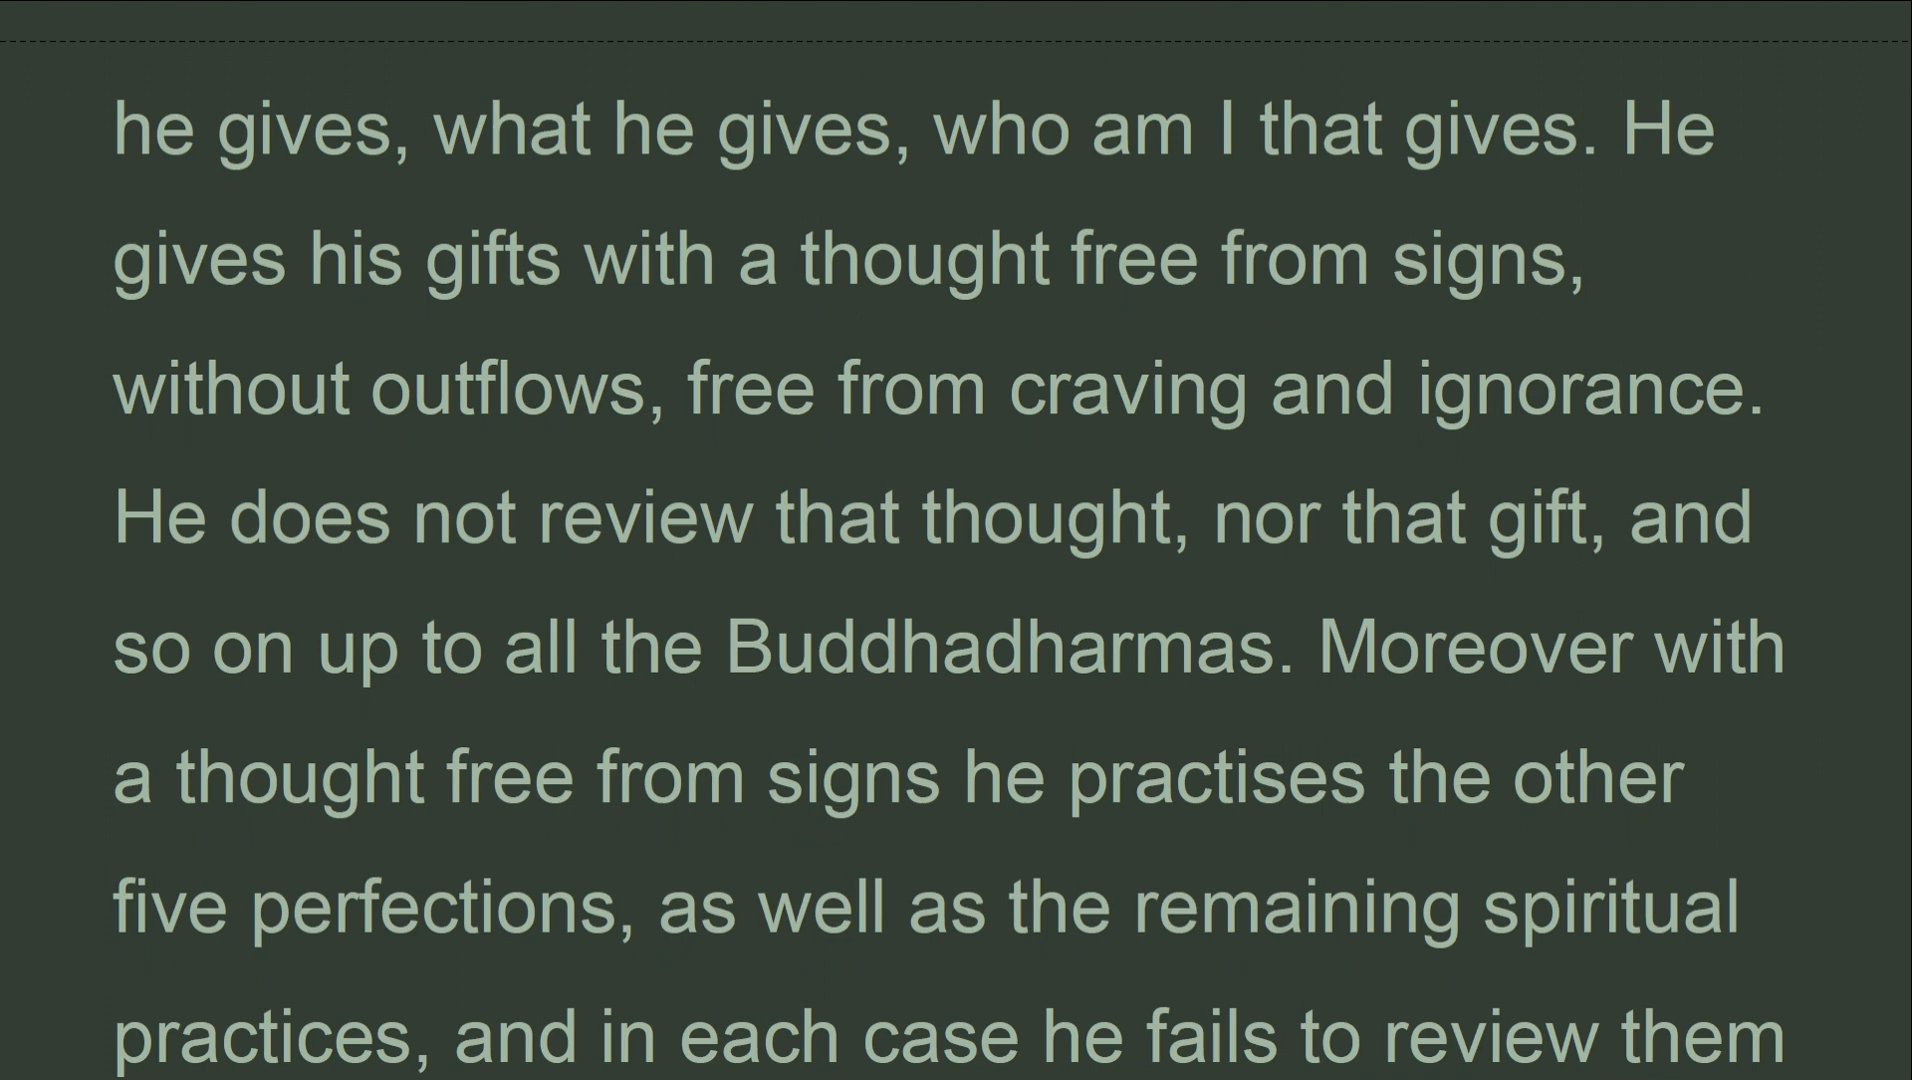 he gives, what he gives, who am I that gives. He
gives his gifts with a thought free from signs,
without outflows, free from craving and ignorance.
He does not review that thought, nor that gift, and
so on up to all the Buddhadharmas. Moreover with
a thought free from signs he practises the other
five perfections, as well as the remaining spiritual
practices, and in each case he fails to review them